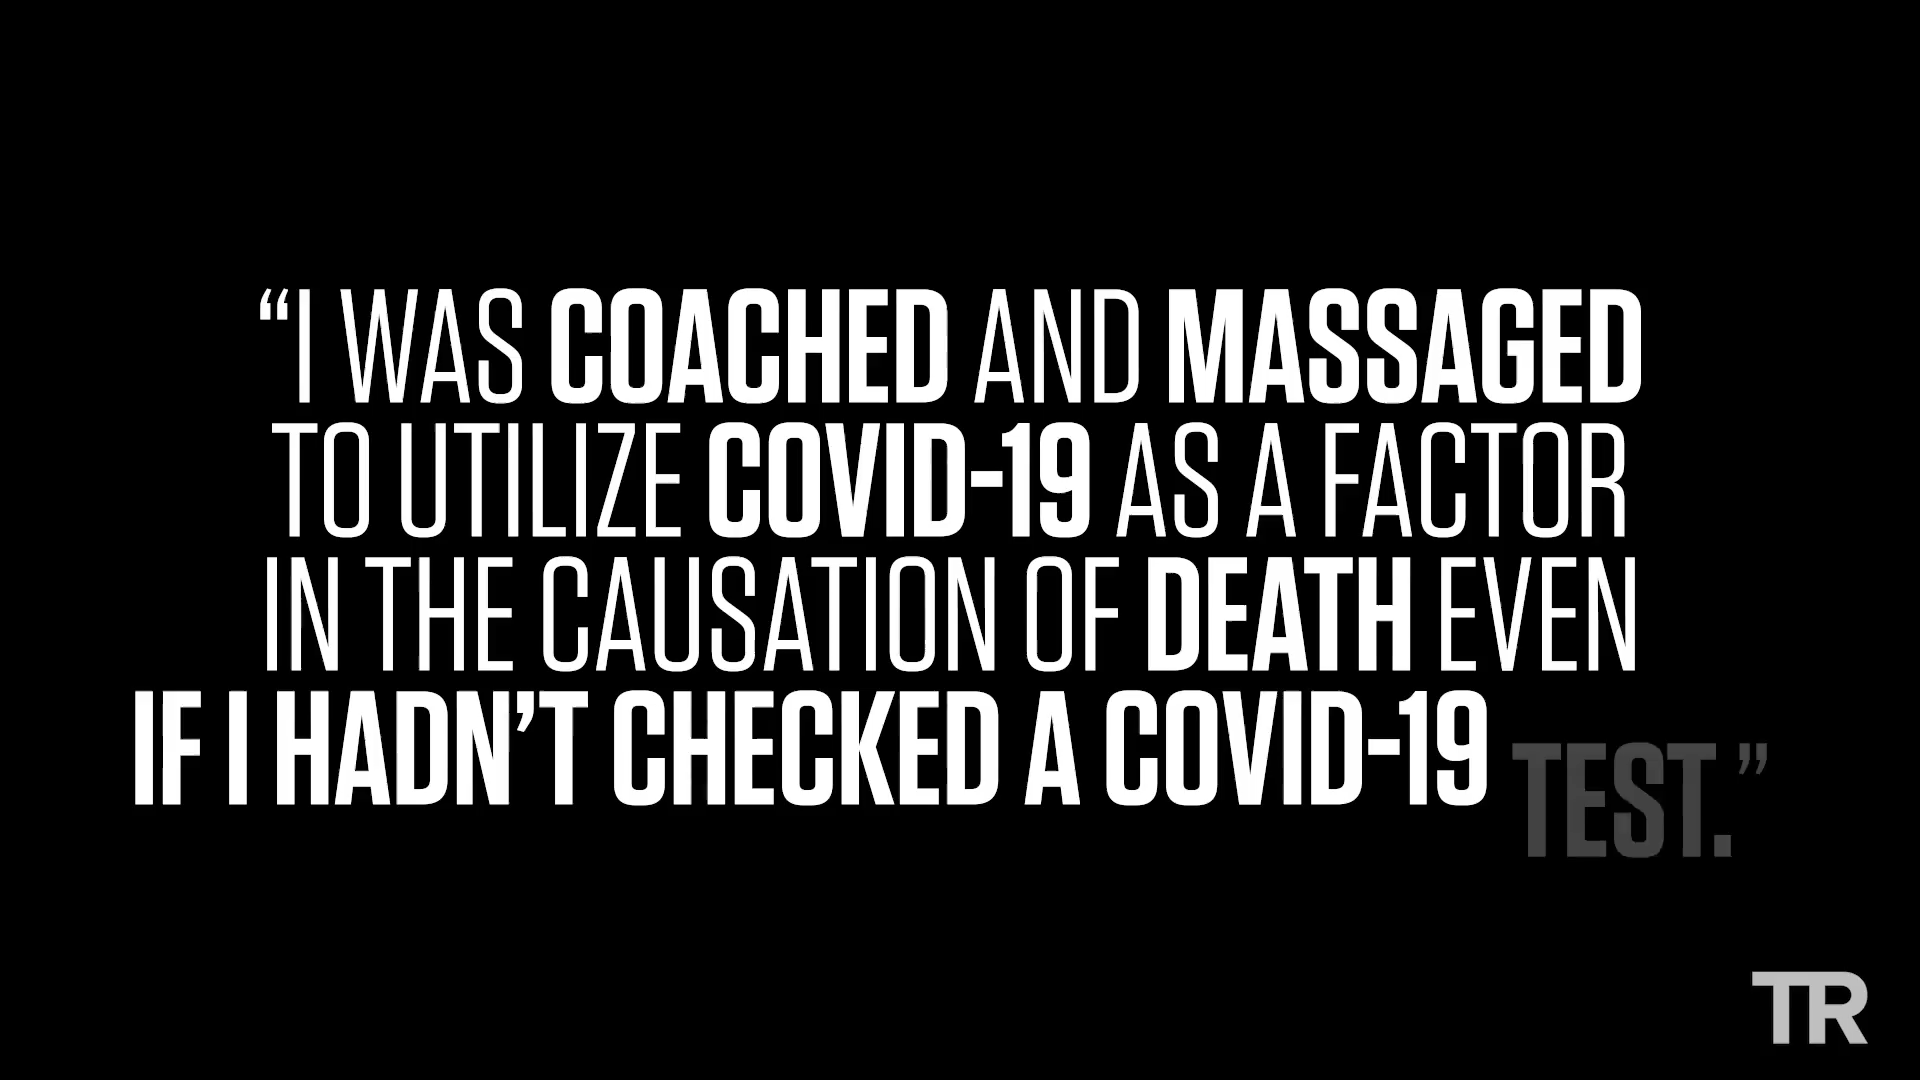 “I WAS COACHED AND MASSAGED
TO UTILIZE COVID-19 AS A FACTOR
IN THE CAUSATION OF DEATH EVEN
IF I HADN’T CHECKED A COVID-19 TEST.”
TR